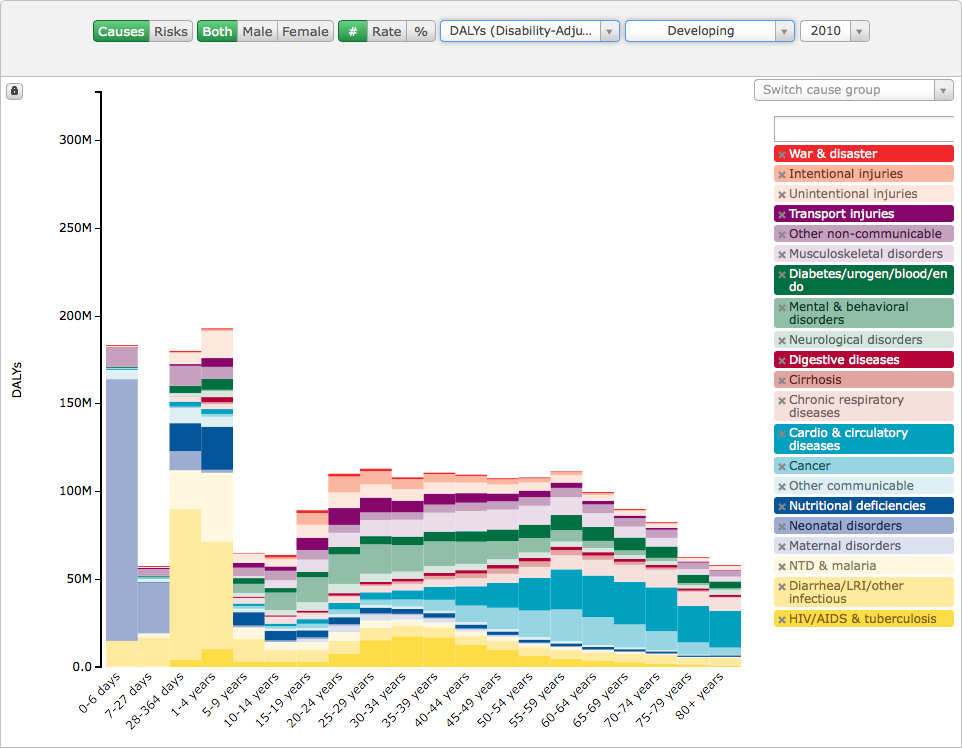 Causes Risks Both Male Female # Rate % DALYs (Disability-Adju... Developing 2010
Switch cause group
300M
250M
200M
150M
100M
50M
0.0
DALYs
0-6 days
7-27 days
28-364 days
1-4 years
5-9 years
10-14 years
15-19 years
20-24 years
25-29 years
30-34 years
35-39 years
40-44 years
45-49 years
50-54 years
55-59 years
60-64 years
65-69 years
70-74 years
75-79 years
80+ years
War & disaster
Intentional injuries
Unintentional injuries
Transport injuries
Other non-communicable
Musculoskeletal disorders
Diabetes/urogen/blood/en
do
Mental & behavioral
disorders
Neurological disorders
Digestive diseases
Cirrhosis
Chronic respiratory
diseases
Cardio & circulatory
diseases
Cancer
Other communicable
Nutritional deficiencies
Neonatal disorders
Maternal disorders
NTD & malaria
Diarrhea/LRI/other
infectious
HIV/AIDS & tuberculosis